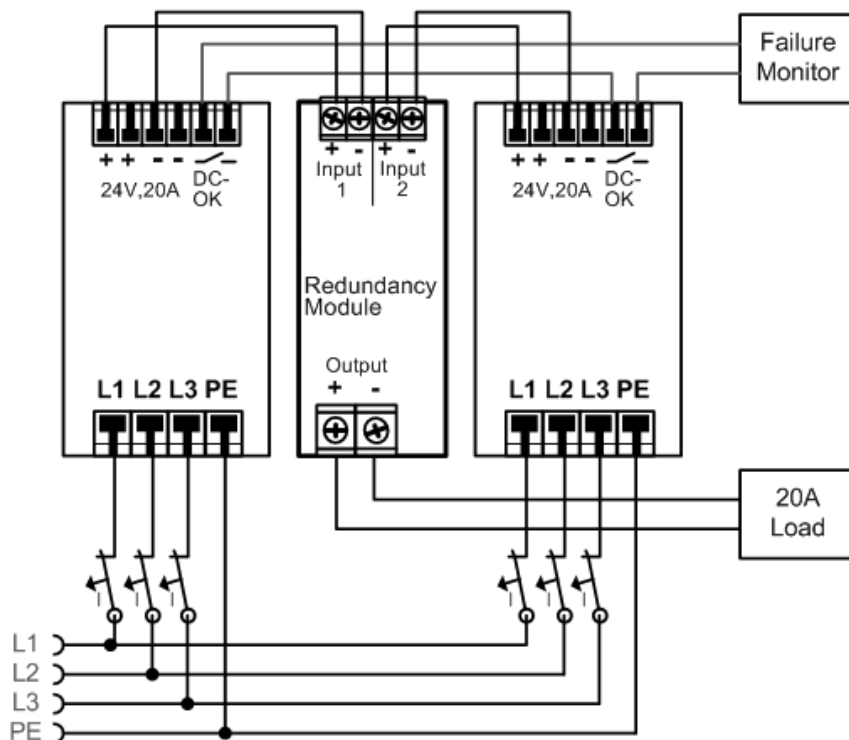 Failure
Monitor
+ + - -
24V,20A
DC-
OK
+ - + -
Input
1
Input
2
+ + - -
24V,20A
DC-
OK
Redundancy
Module
Output
+ -
L1 L2 L3 PE
L1 L2 L3 PE
20A
Load
L1
L2
L3
PE